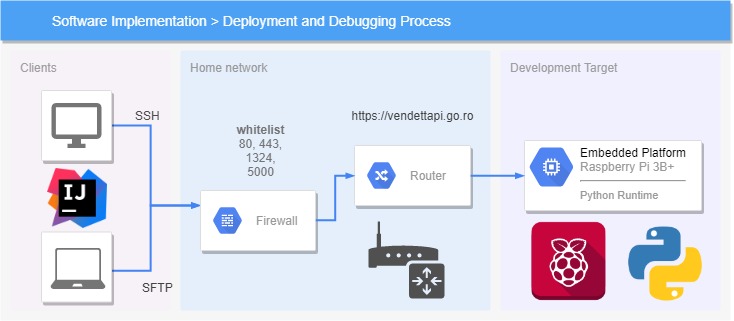 Software Implementation > Deployment and Debugging Process
Clients
Home network
Development Target
SSH
https://vendettapi.go.ro
whitelist
80, 443,
1324,
5000
Embedded Platform
Raspberry Pi 3B+
Python Runtime
Router
IJ
Firewall
SFTP